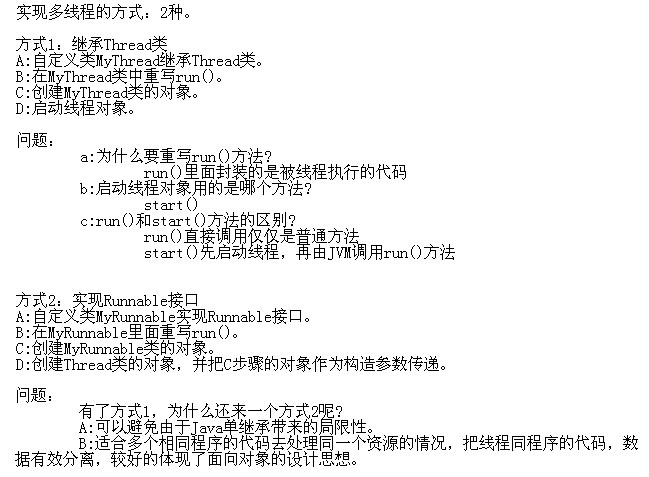 实现多线程的方式：2种。
方式1：继承Thread类
A:自定义类MyThread继承Thread类。
B:在MyThread类中重写run()。
C:创建MyThread类的对象。
D:启动线程对象。
问题：
a:为什么要重写run()方法?
run()里面封装的是被线程执行的代码
b:启动线程对象用的是哪个方法?
start()
c:run()和start()方法的区别?
run()直接调用仅仅是普通方法
start()先启动线程，再由JVM调用run()方法
方式2：实现Runnable接口
A:自定义类MyRunnable实现Runnable接口。
B:在MyRunnable里面重写run()。
C:创建MyRunnable类的对象。
D:创建Thread类的对象，并把C步骤的对象作为构造参数传递。
问题：
有了方式1，为什么还来一个方式2呢?
A:可以避免由于Java单继承带来的局限性。
B:适合多个相同程序的代码去处理同一个资源的情况，把线程同程序的代码，数
据有效分离，较好的体现了面向对象的设计思想。